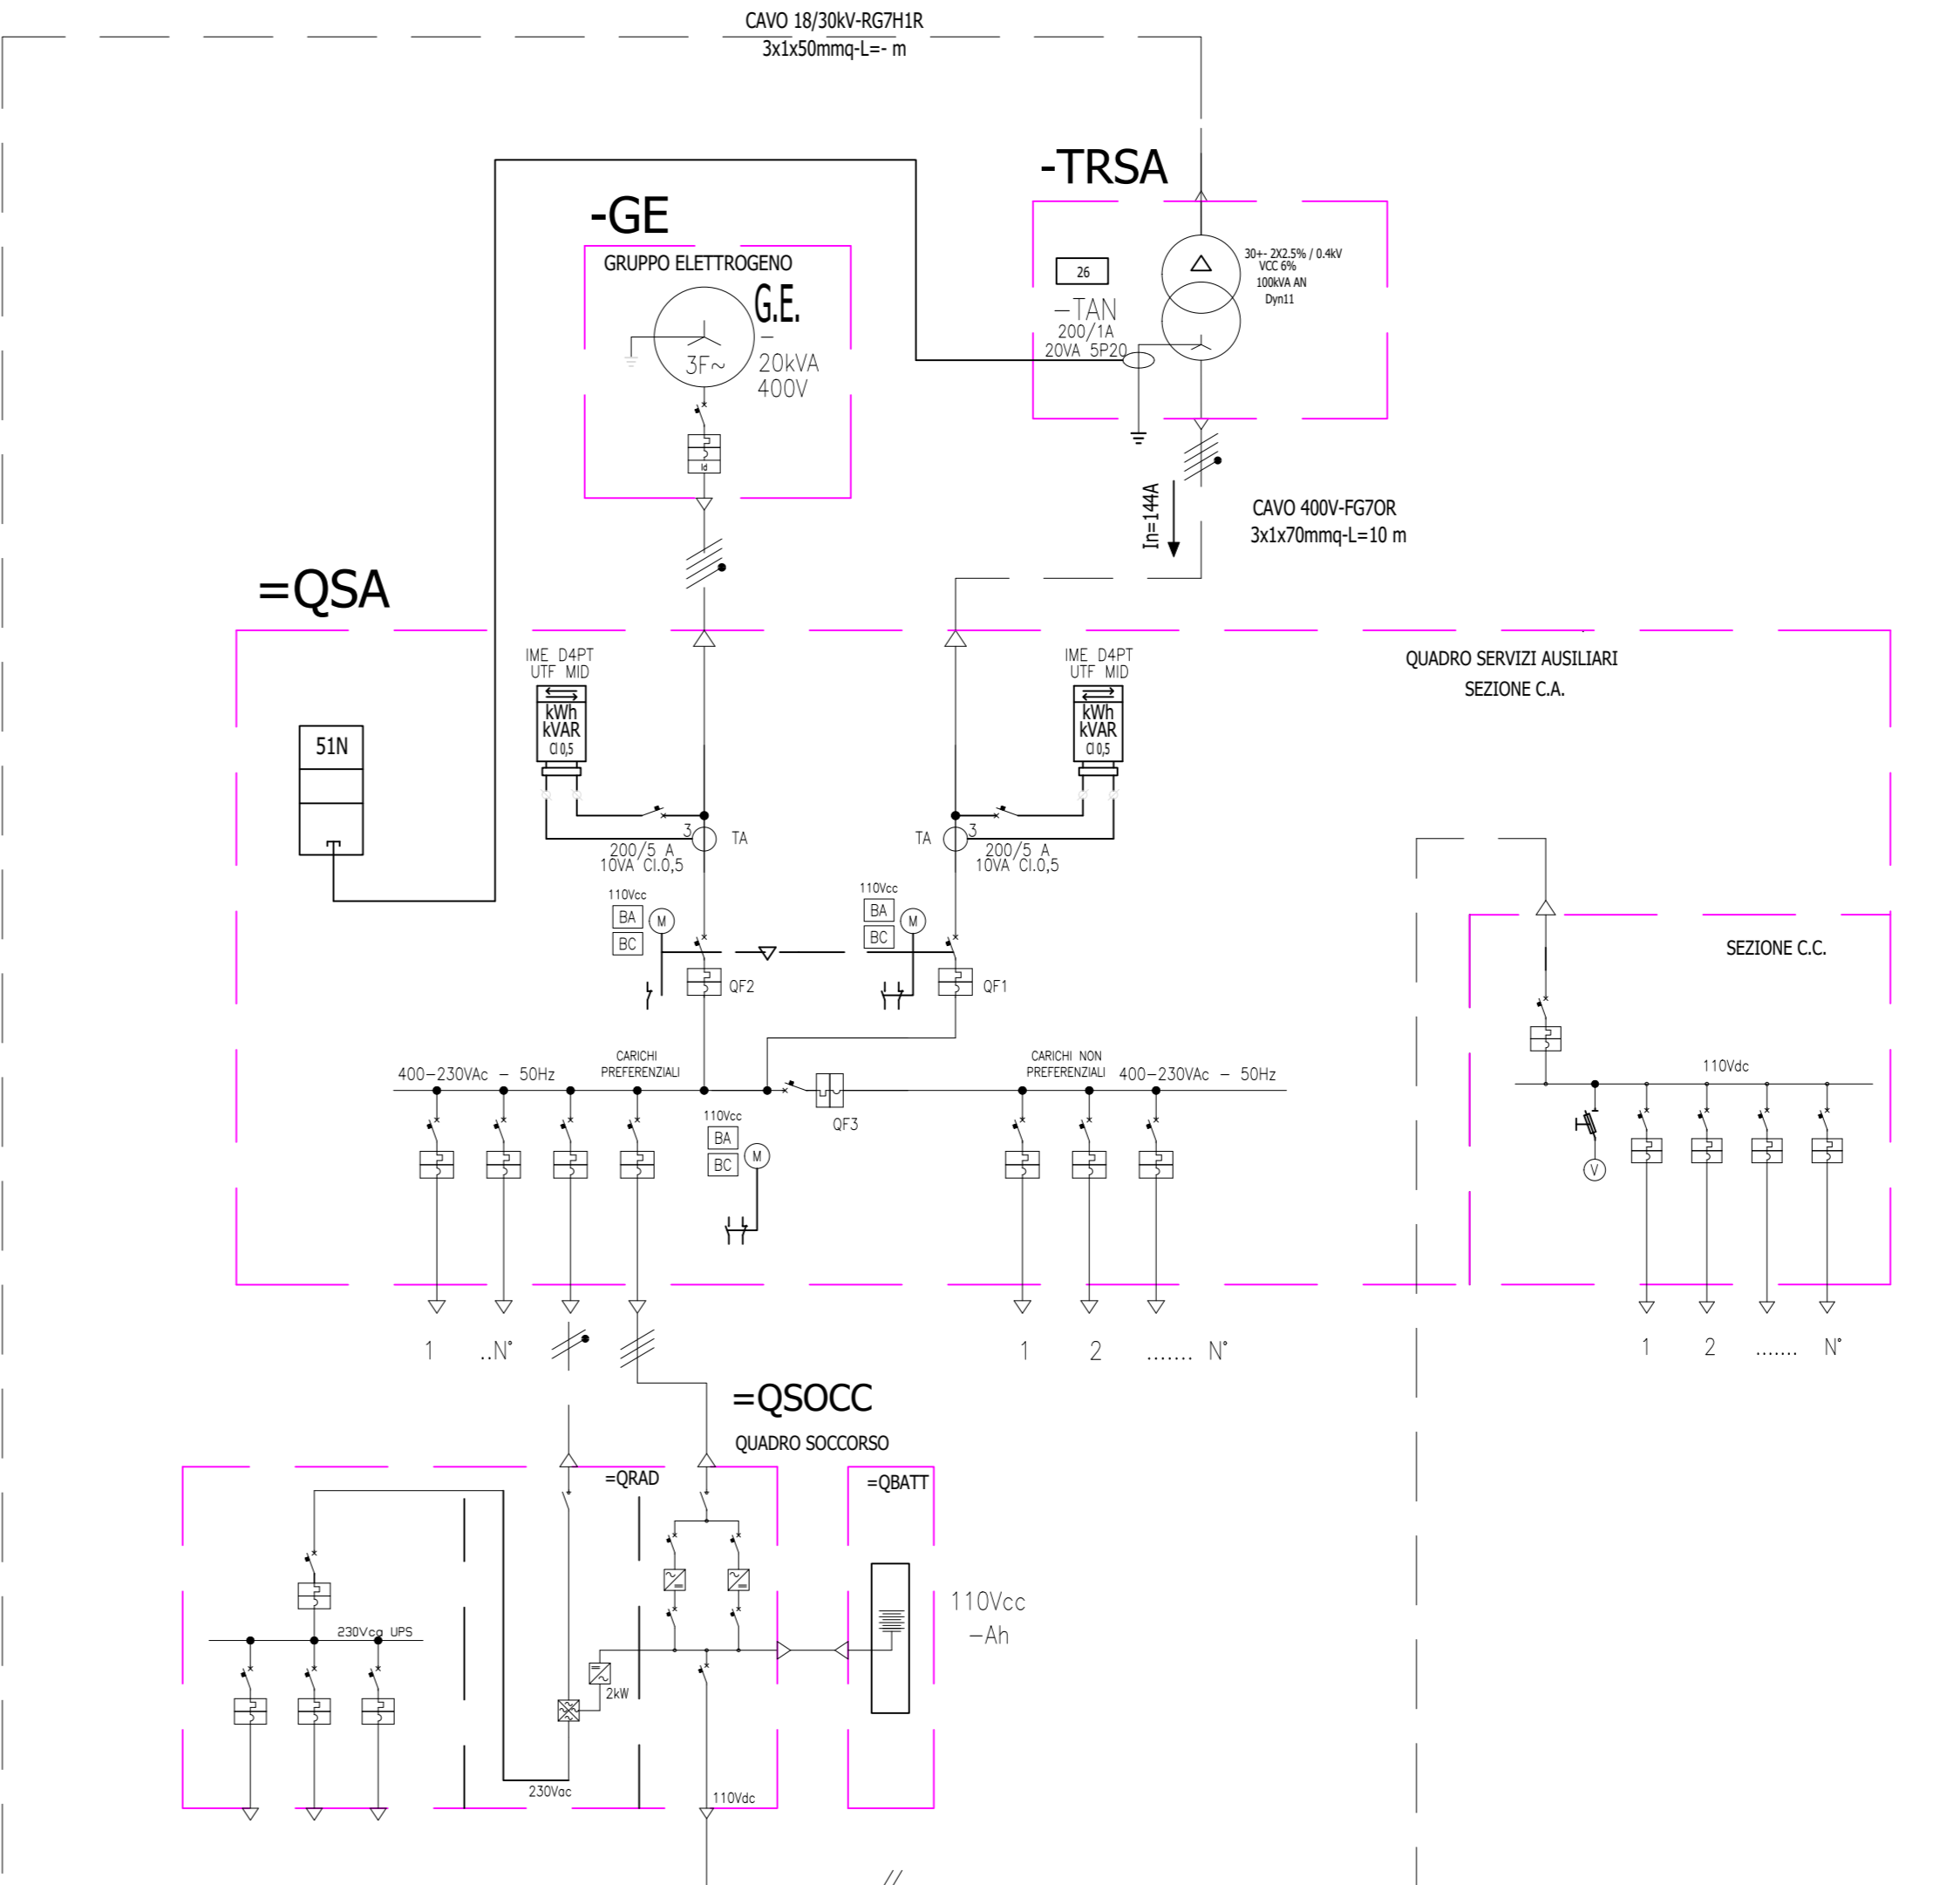 CAVO 18/30kV-RG7H1R
3x1x50mmq-L=- m
-TRSA
-GE
GRUPPO ELETTROGENO
G.E.
-
20kVA
400V
3F~
Id
26
-TAN
200/1A
20VA 5P20
30+- 2X2.5% / 0.4kV
VCC 6%
100kVA AN
Dyn11
In=144A
CAVO 400V-FG7OR
3x1x70mmq-L=10 m
=QSA
QUADRO SERVIZI AUSILIARI
SEZIONE C.A.
IME D4PT
UTF MID
kWh
kVAR
Cl 0,5
IME D4PT
UTF MID
kWh
kVAR
Cl 0,5
51N
3
TA
200/5 A
10VA Cl.0,5
TA
3
200/5 A
10VA Cl.0,5
110Vcc
BA
BC
M
QF2
110Vcc
BA
BC
M
QF1
SEZIONE C.C.
400-230VAc - 50Hz
CARICHI
PREFERENZIALI
CARICHI NON
PREFERENZIALI
400-230VAc - 50Hz
110Vdc
QF3
110Vcc
BA
BC
M
V
1 ..N°
1 2 ....... N°
1 2 ....... N°
=QSOCC
QUADRO SOCCORSO
=QRAD
=QBATT
110Vcc
-Ah
230Vca UPS
2kW
230Vac
110Vdc